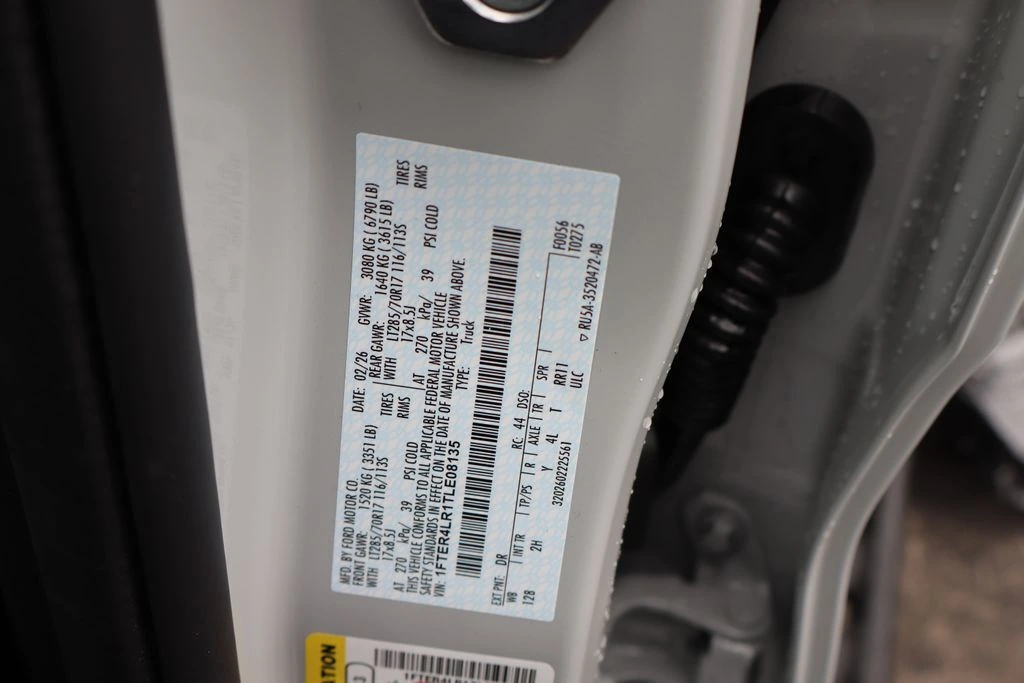 MFD. BY FORD MOTOR CO. DATE: 02/26 GVWR: 3080 KG ( 6790 LB)
FRONT GAWR: 1520 KG ( 3351 LB) REAR GAWR: 1640 KG ( 3615 LB)
WITH LT285/70R17 116/113S TIRES WITH LT285/70R17 116/113S TIRES
17x8.5J RIMS 17x8.5J RIMS
AT 270 kPa/ 39 PSI COLD AT 270 kPa/ 39 PSI COLD
THIS VEHICLE CONFORMS TO ALL APPLICABLE FEDERAL MOTOR VEHICLE
SAFETY STANDARDS IN EFFECT ON THE DATE OF MANUFACTURE SHOWN ABOVE.
VIN: 1FTER4LR1TLE08135 TYPE: Truck
EXT PNT: DR RC: 44 DSO: F0056
WB INT TR TP/PS R AXLE TR SPR T0275
128 2H Y 4L T RR11
3202602225561 ULC ▽ RU5A-3520472-AB